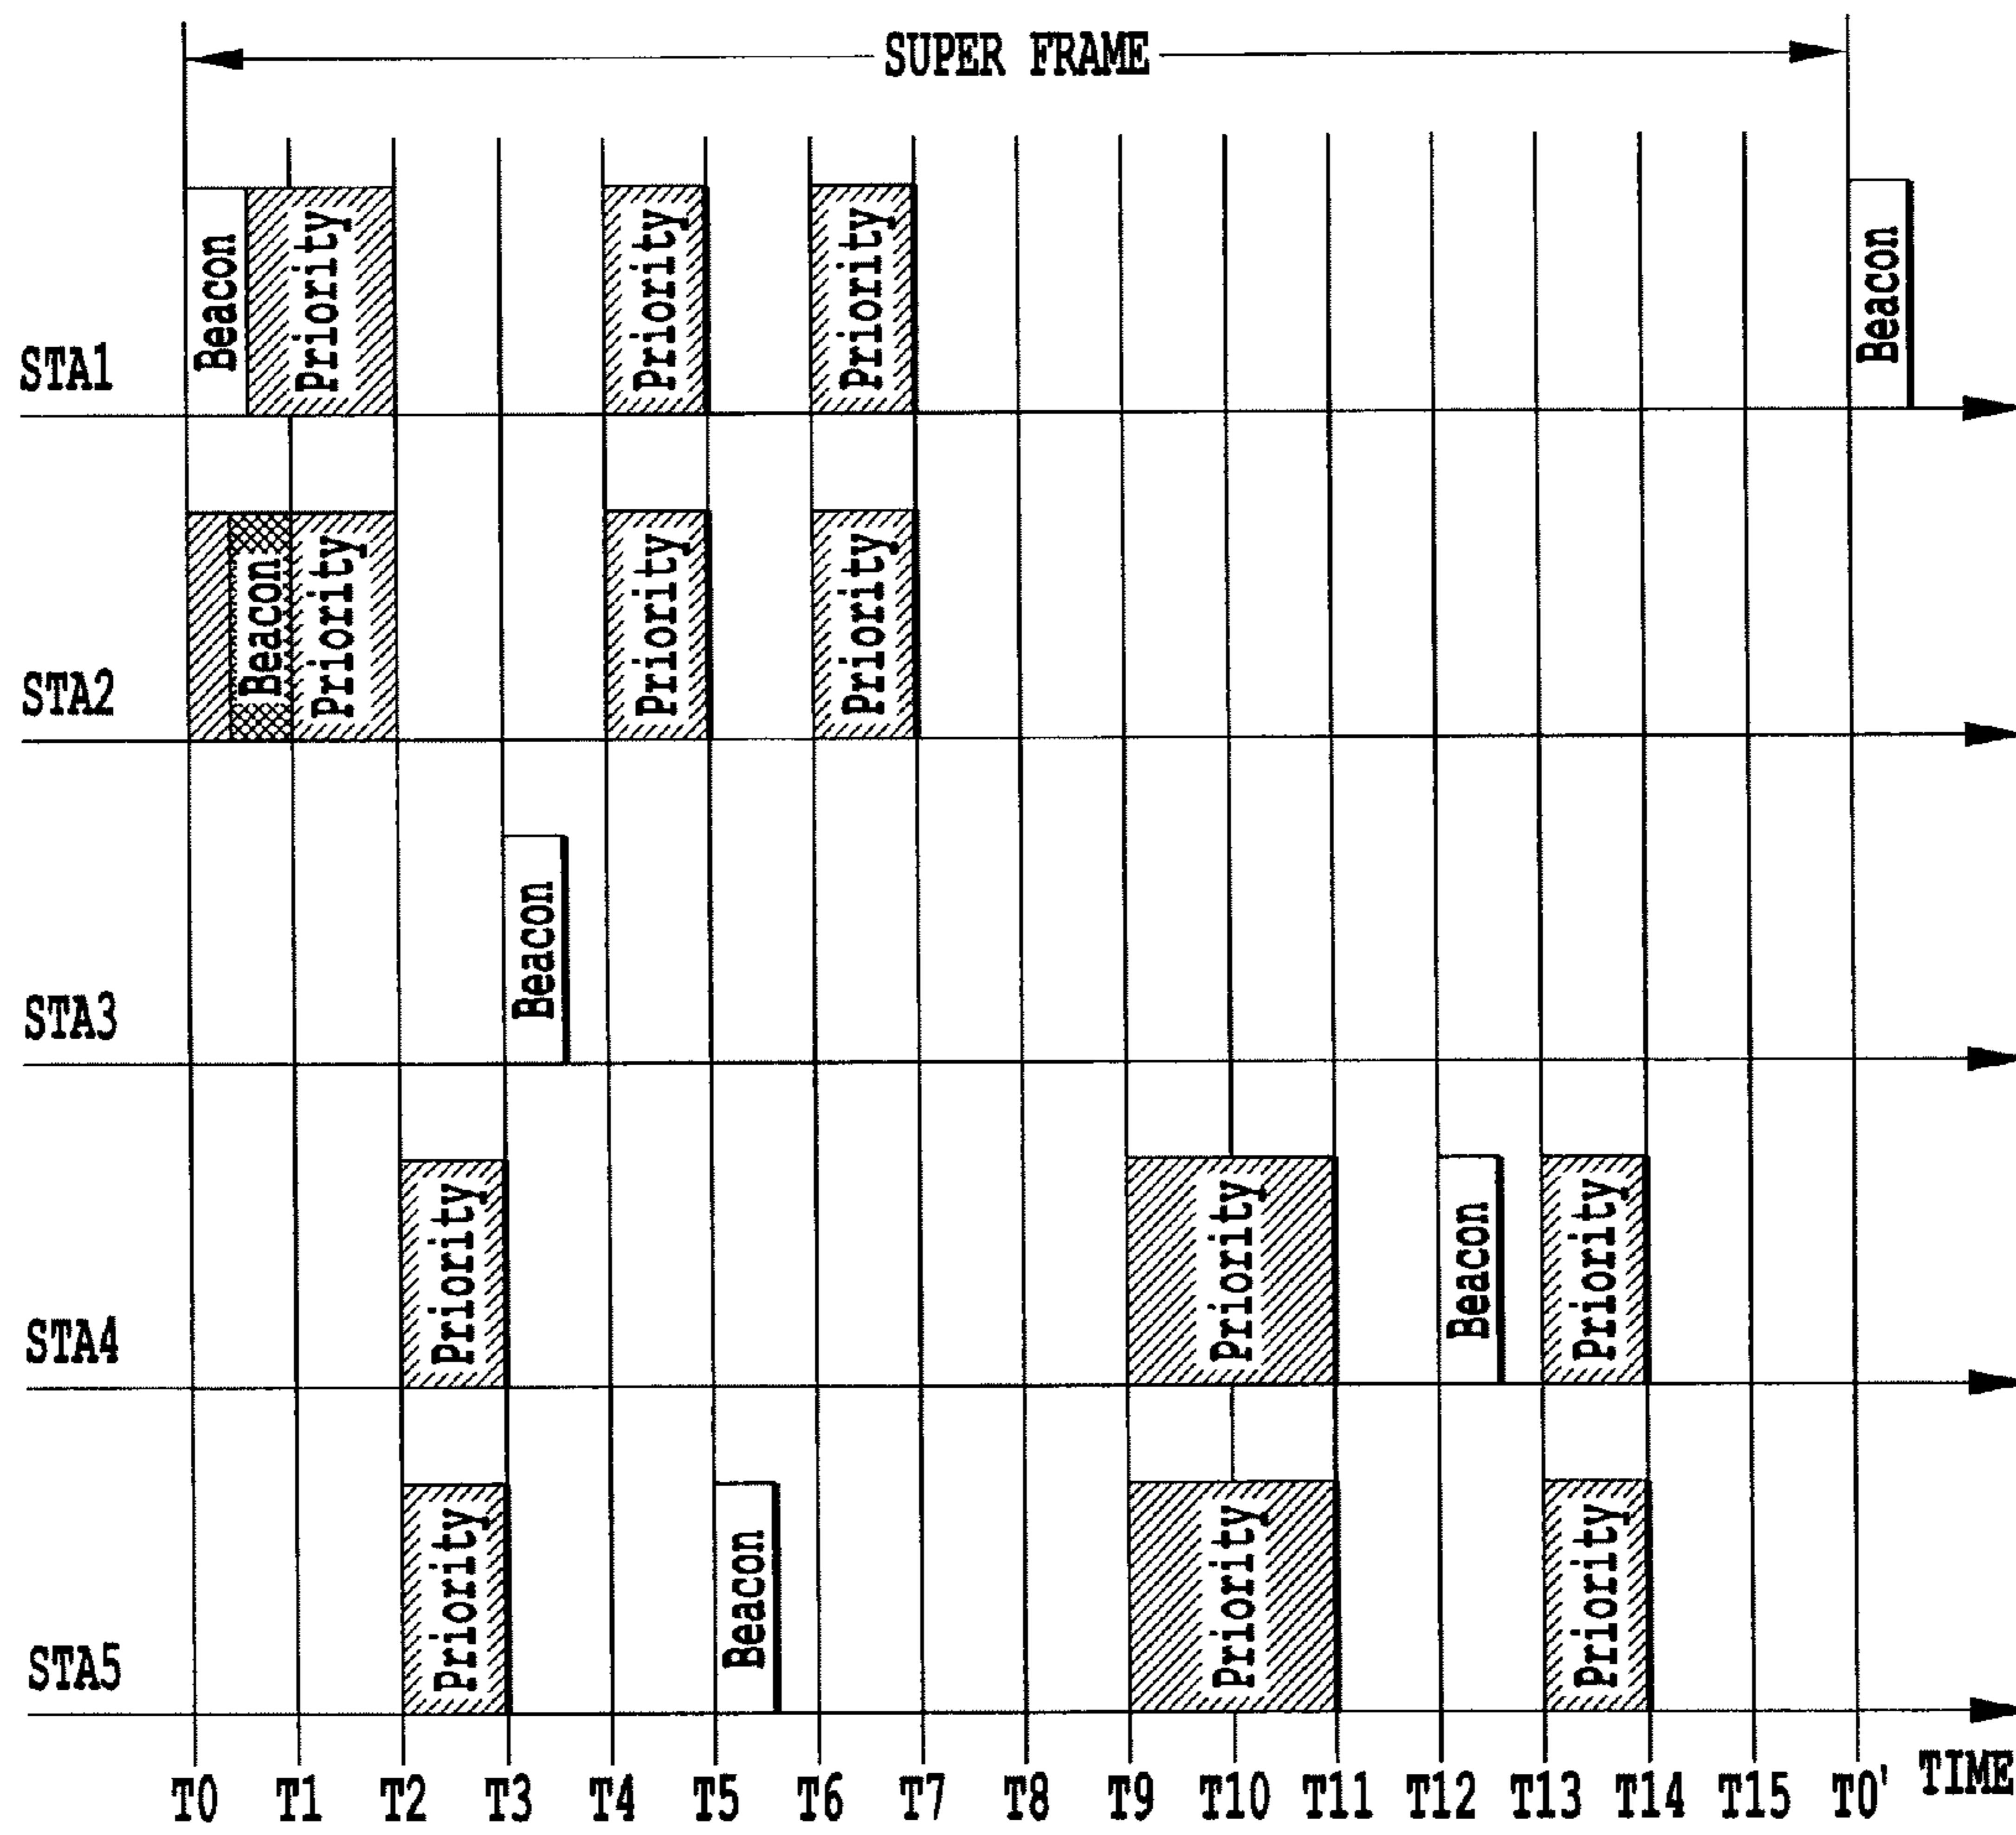 SUPER FRAME
STA1
Beacon
Priority
Priority
Priority
Beacon
STA2
Beacon
Priority
Priority
Priority
STA3
Beacon
STA4
Priority
Priority
Beacon
Priority
STA5
Priority
Beacon
Priority
Priority
T0 T1 T2 T3 T4 T5 T6 T7 T8 T9 T10 T11 T12 T13 T14 T15 T0' TIME